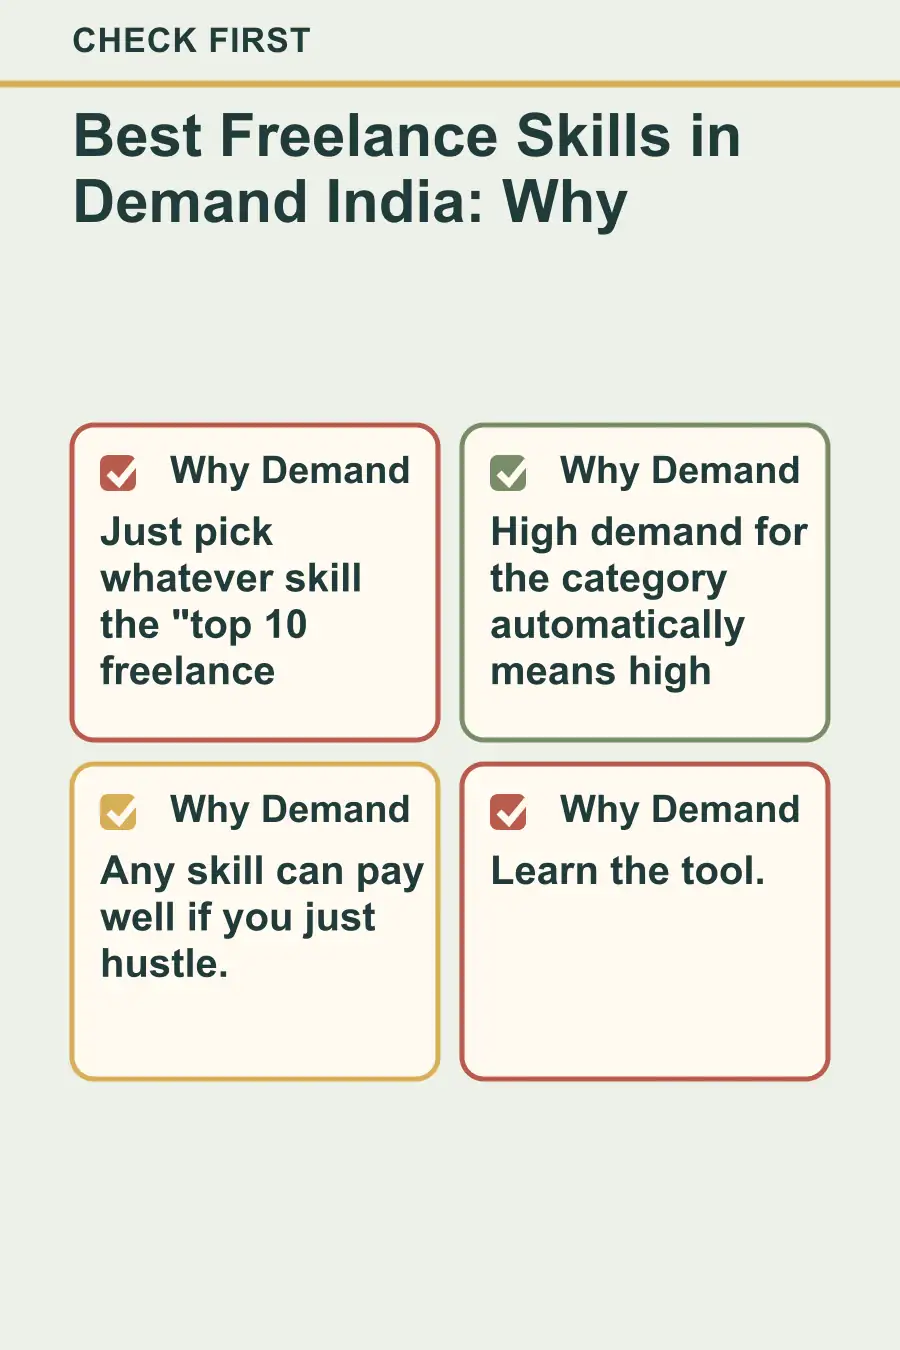 CHECK FIRST
Best Freelance Skills in
Demand India: Why
Why Demand
Just pick
whatever skill
the "top 10
freelance
Why Demand
High demand for
the category
automatically
means high
Why Demand
Any skill can pay
well if you just
hustle.
Why Demand
Learn the tool.